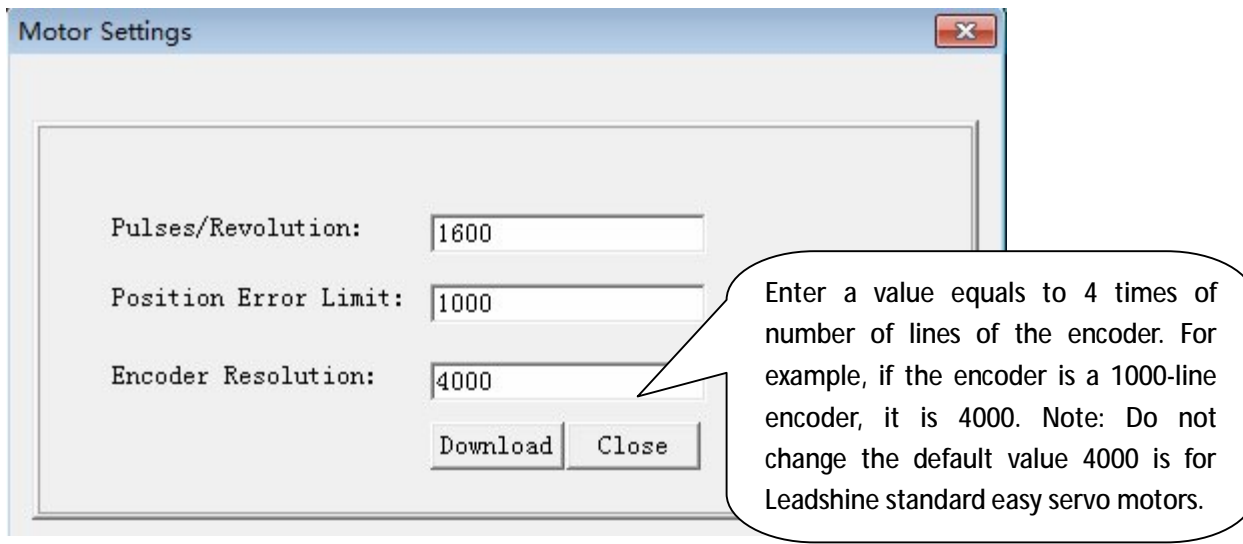 Motor Settings
Pulses/Revolution: 1600
Position Error Limit: 1000
Encoder Resolution: 4000
Download Close
Enter a value equals to 4 times of
number of lines of the encoder. For
example, if the encoder is a 1000-line
encoder, it is 4000. Note: Do not
change the default value 4000 is for
Leadshine standard easy servo motors.